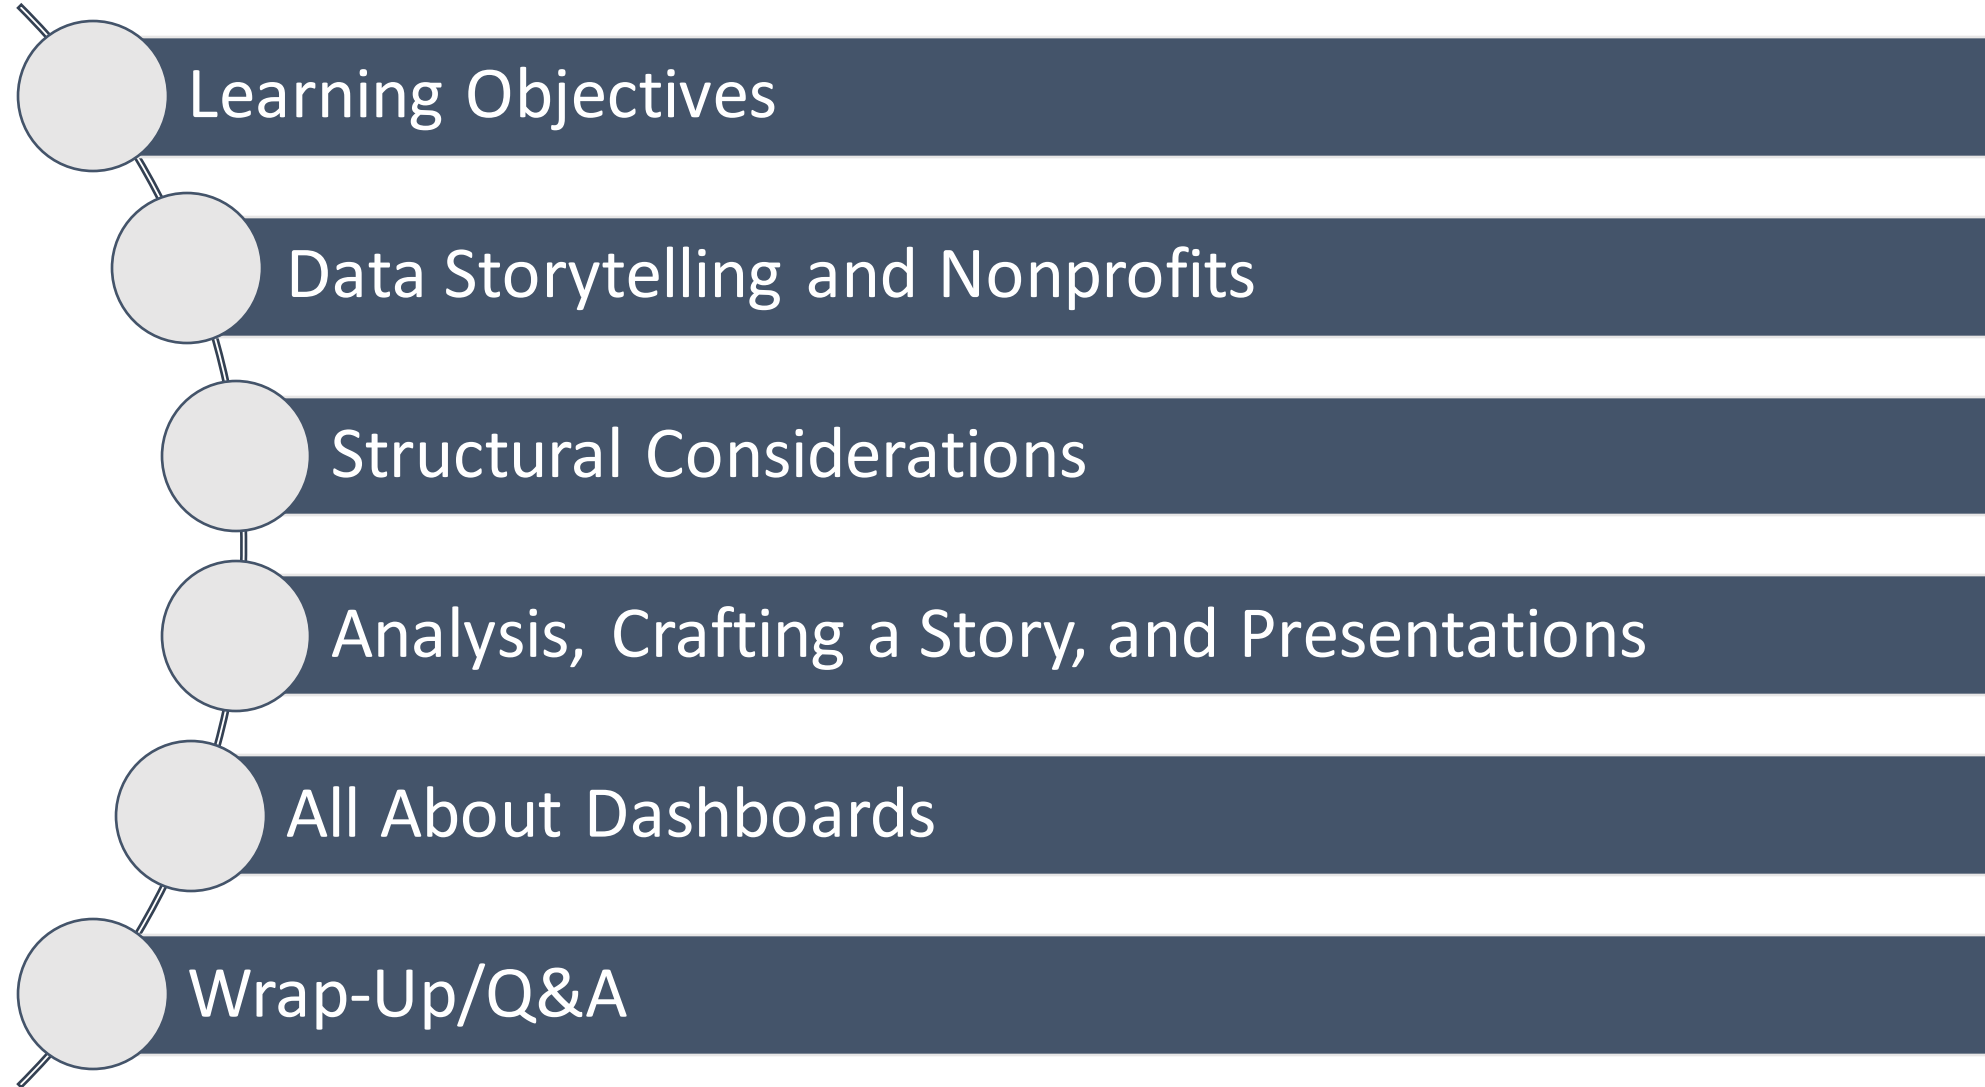 Learning Objectives
Data Storytelling and Nonprofits
Structural Considerations
Analysis, Crafting a Story, and Presentations
All About Dashboards
Wrap-Up/Q&A